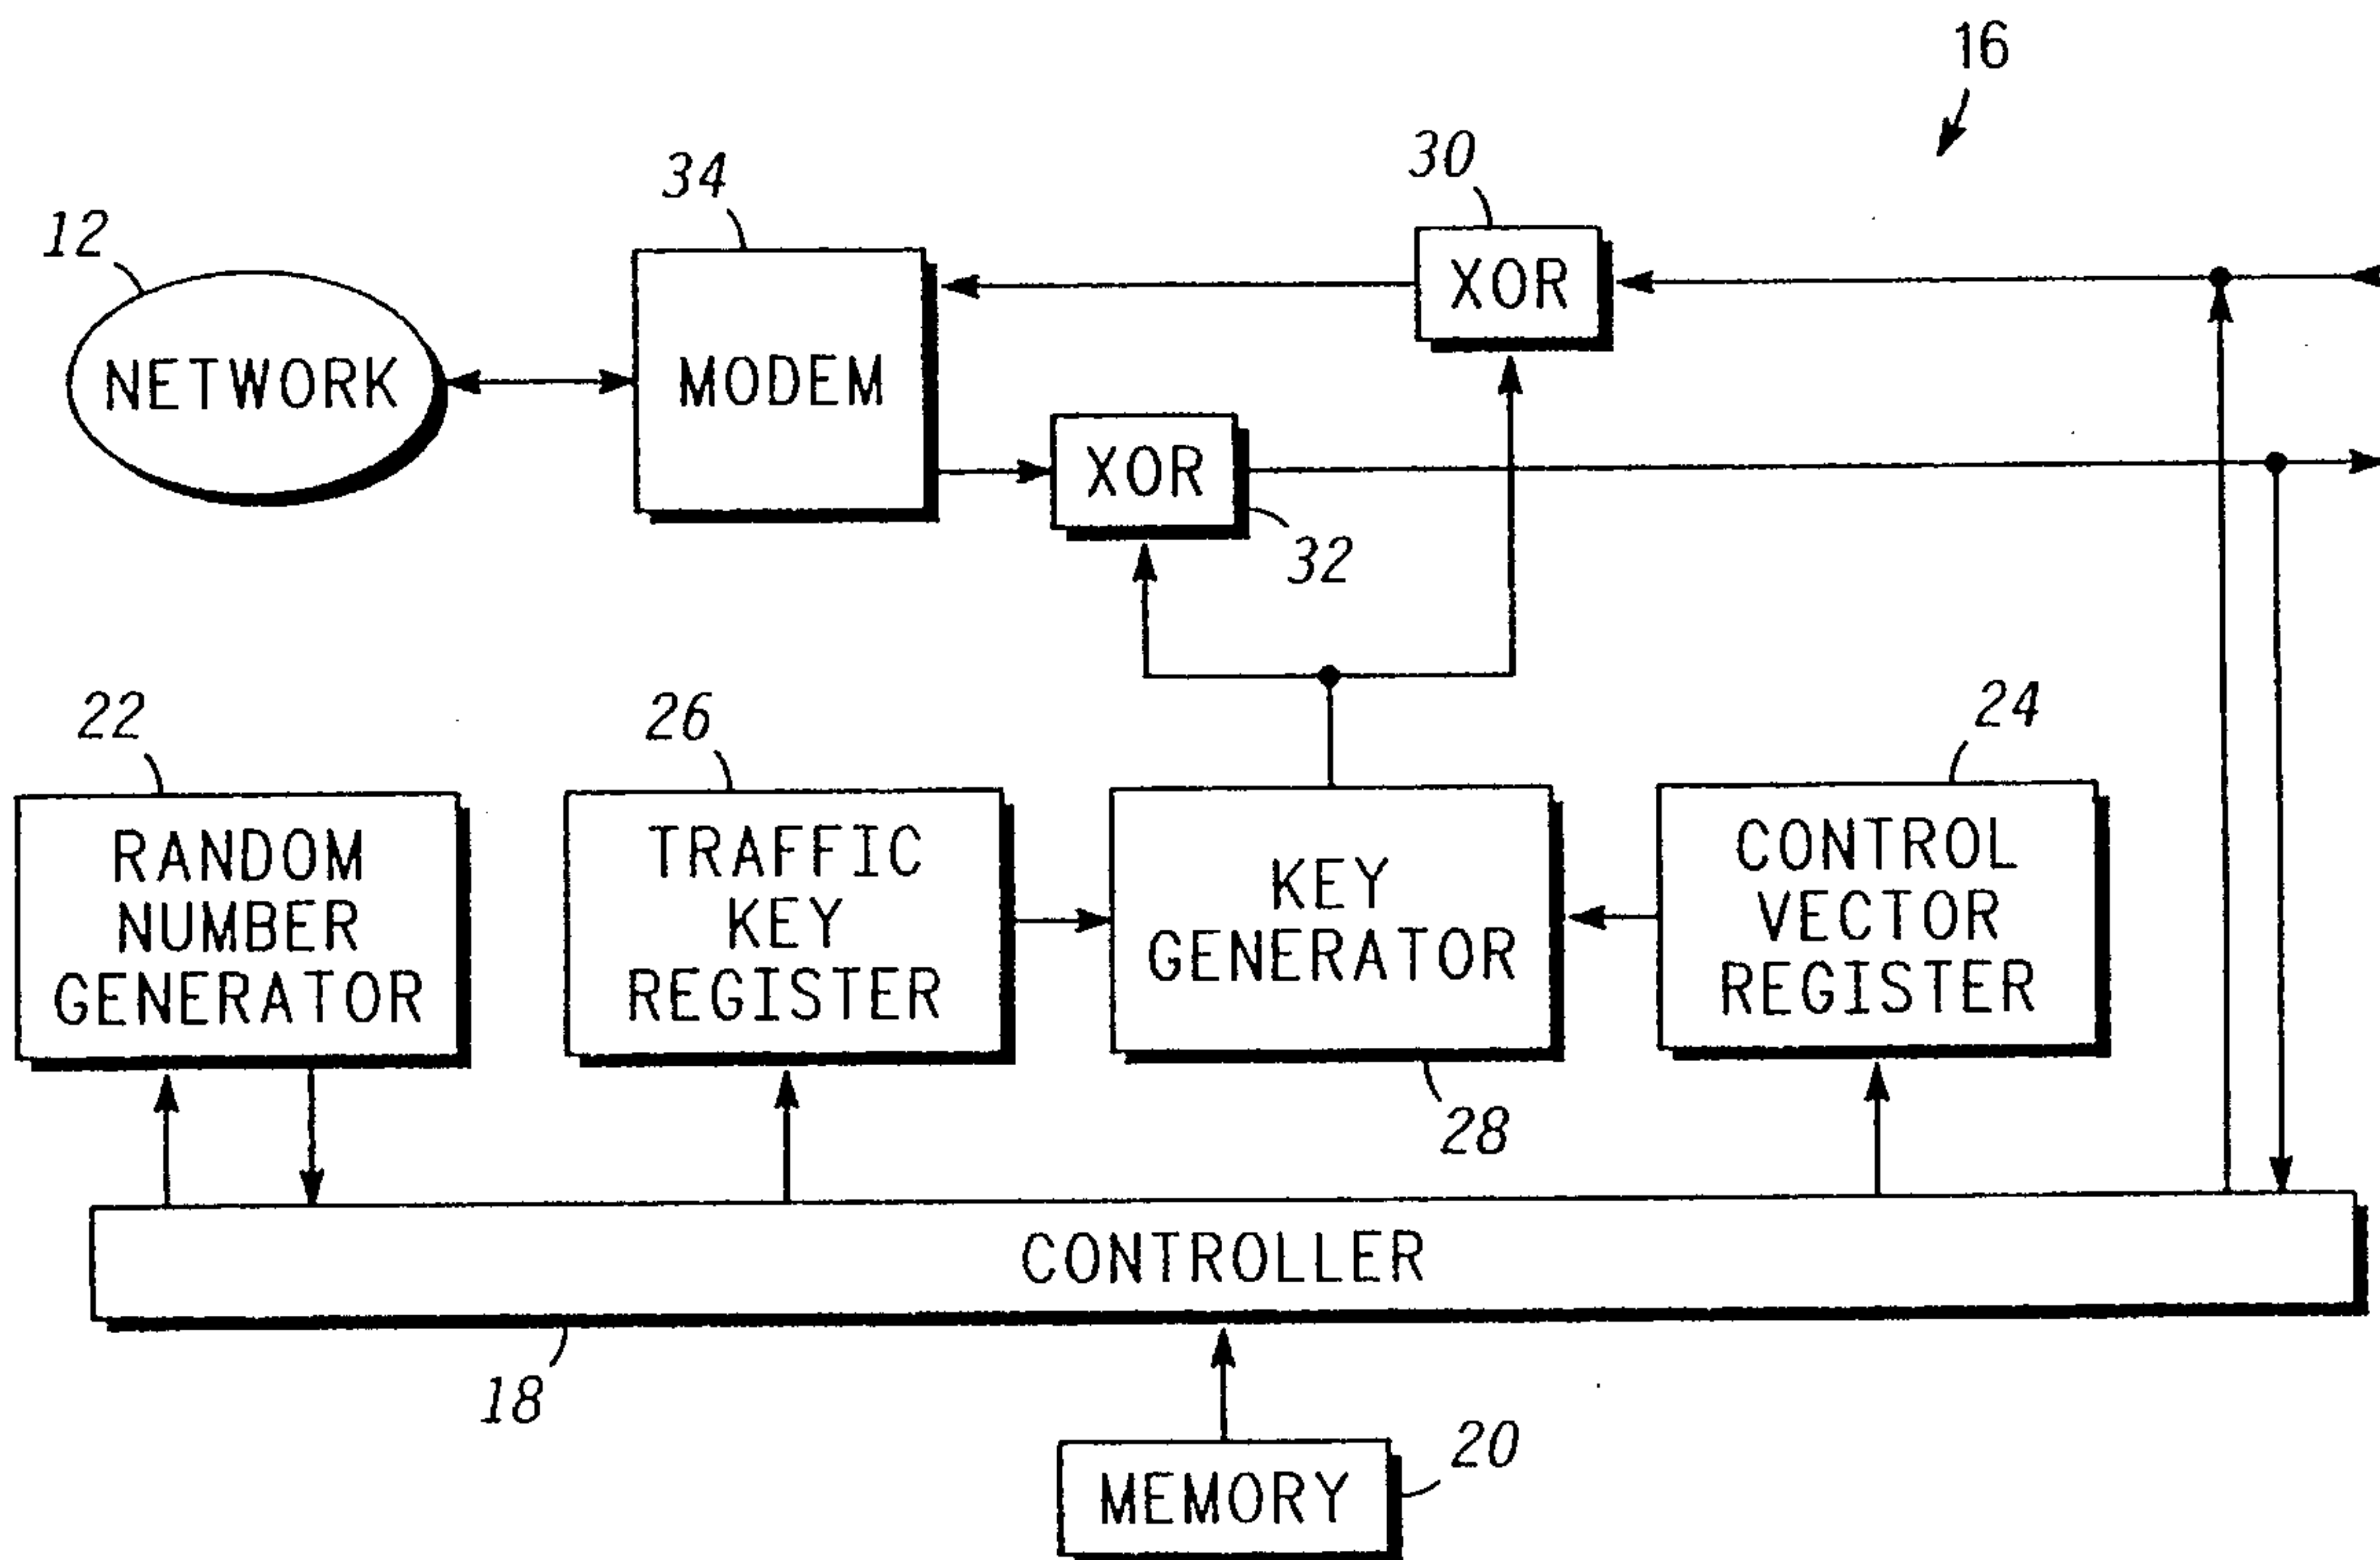 16
30
34
12
XOR
NETWORK
MODEM
XOR
32
22
26
24
RANDOM
NUMBER
GENERATOR
TRAFFIC
KEY
REGISTER
KEY
GENERATOR
CONTROL
VECTOR
REGISTER
28
CONTROLLER
18
20
MEMORY